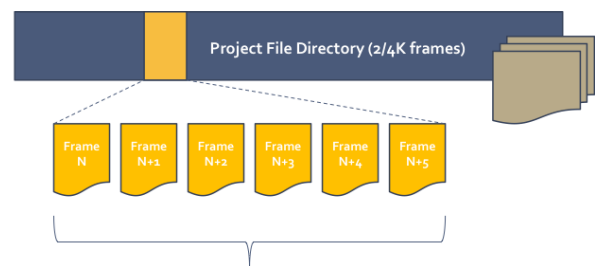 Project File Directory (2/4K frames)
Frame
N
Frame
N+1
Frame
N+2
Frame
N+3
Frame
N+4
Frame
N+5